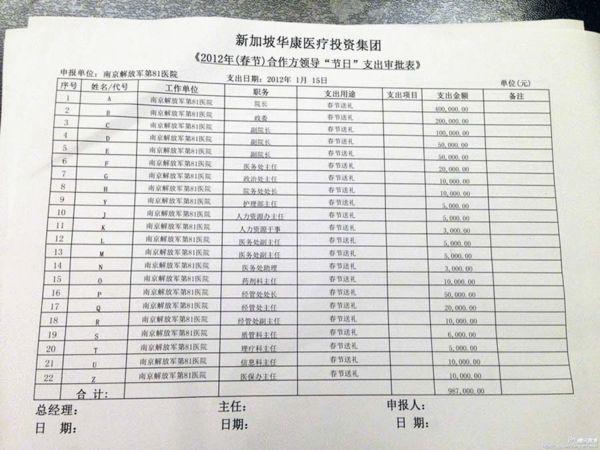 新加坡华康医疗投资集团
《2012年(春节)合作方领导“节日”支出审批表》
申报单位：南京解放军第81医院 支出日期：2012年 1月 15日 单位(元)
序号 姓名/代号 工作单位 职务 支出用途 支出项目 支出金额 备注
1 A 南京解放军第81医院 院长 春节送礼 400,000.00
2 B 南京解放军第81医院 政委 春节送礼 200,000.00
3 C 南京解放军第81医院 副院长 春节送礼 100,000.00
4 D 南京解放军第81医院 副院长 春节送礼 50,000.00
5 E 南京解放军第81医院 副院长 春节送礼 50,000.00
6 F 南京解放军第81医院 医务处主任 春节送礼 20,000.00
7 G 南京解放军第81医院 政治处主任 春节送礼 10,000.00
8 H 南京解放军第81医院 院务处处长 春节送礼 10,000.00
9 Y 南京解放军第81医院 护理部主任 春节送礼 5,000.00
10 J 南京解放军第81医院 人力资源办主任 春节送礼 5,000.00
11 K 南京解放军第81医院 人力资源干事 春节送礼 3,000.00
12 L 南京解放军第81医院 医务处副主任 春节送礼 5,000.00
13 M 南京解放军第81医院 医务处副主任 春节送礼 5,000.00
14 N 南京解放军第81医院 医务处助理 春节送礼 3,000.00
15 O 南京解放军第81医院 药剂科主任 春节送礼 10,000.00
16 P 南京解放军第81医院 经管处处长 春节送礼 50,000.00
17 Q 南京解放军第81医院 经管处主任 春节送礼 20,000.00
18 R 南京解放军第81医院 经管处副主任 春节送礼 10,000.00
19 S 南京解放军第81医院 质管科主任 春节送礼 6,000.00
20 T 南京解放军第81医院 理疗科主任 春节送礼 5,000.00
21 U 南京解放军第81医院 信息科主任 春节送礼 10,000.00
22 Z 南京解放军第81医院 医保办主任 春节送礼 10,000.00
合 计: 987,000.00
总经理： 主任： 申报人：
日 期： 日 期： 日 期：